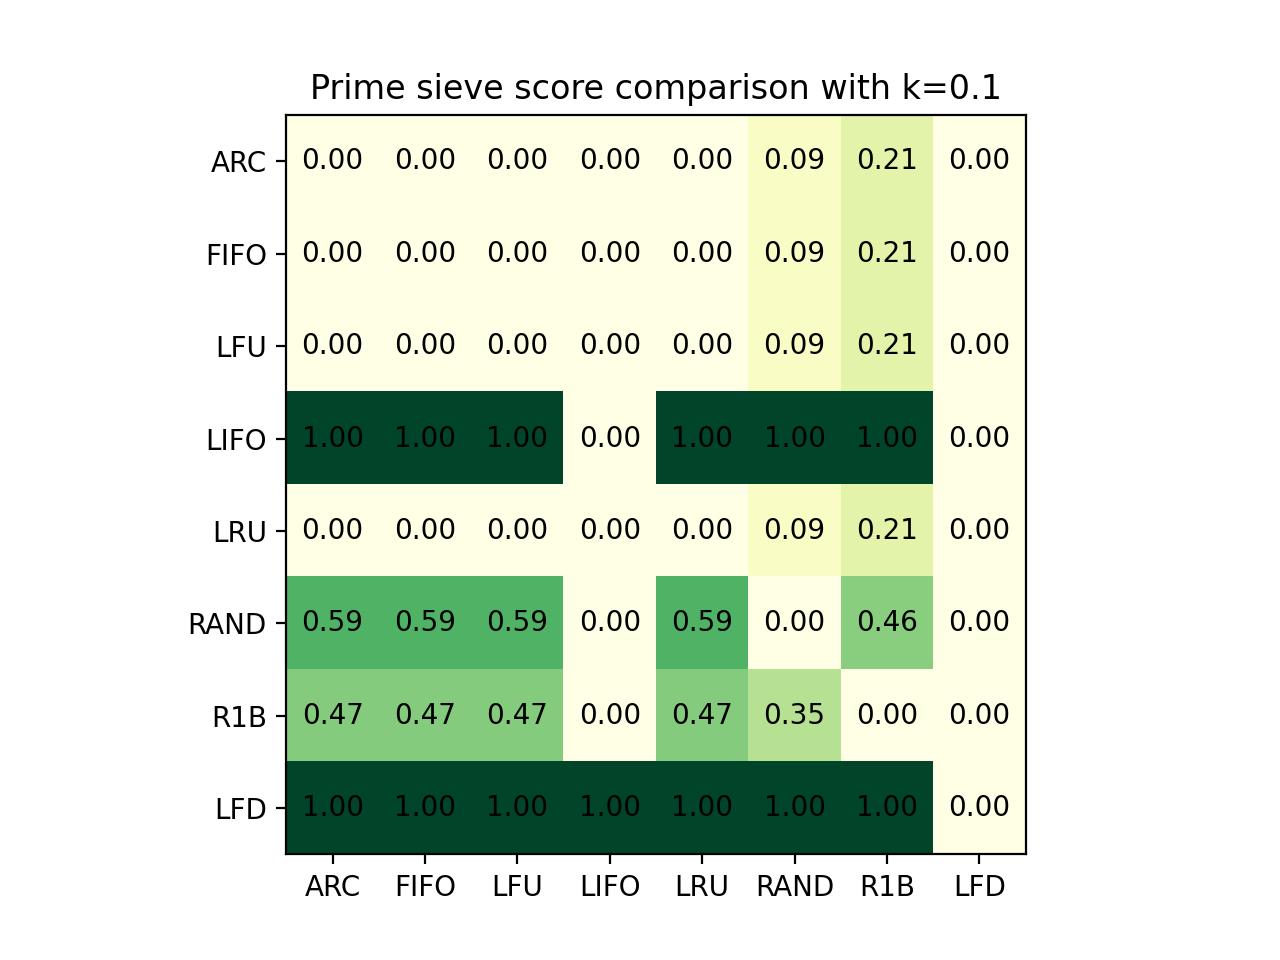 Prime sieve score comparison with k=0.1
ARC 0.00 0.00 0.00 0.00 0.00 0.09 0.21 0.00
FIFO 0.00 0.00 0.00 0.00 0.00 0.09 0.21 0.00
LFU 0.00 0.00 0.00 0.00 0.00 0.09 0.21 0.00
LIFO 1.00 1.00 1.00 0.00 1.00 1.00 1.00 0.00
LRU 0.00 0.00 0.00 0.00 0.00 0.09 0.21 0.00
RAND 0.59 0.59 0.59 0.00 0.59 0.00 0.46 0.00
R1B 0.47 0.47 0.47 0.00 0.47 0.35 0.00 0.00
LFD 1.00 1.00 1.00 1.00 1.00 1.00 1.00 0.00
ARC FIFO LFU LIFO LRU RAND R1B LFD